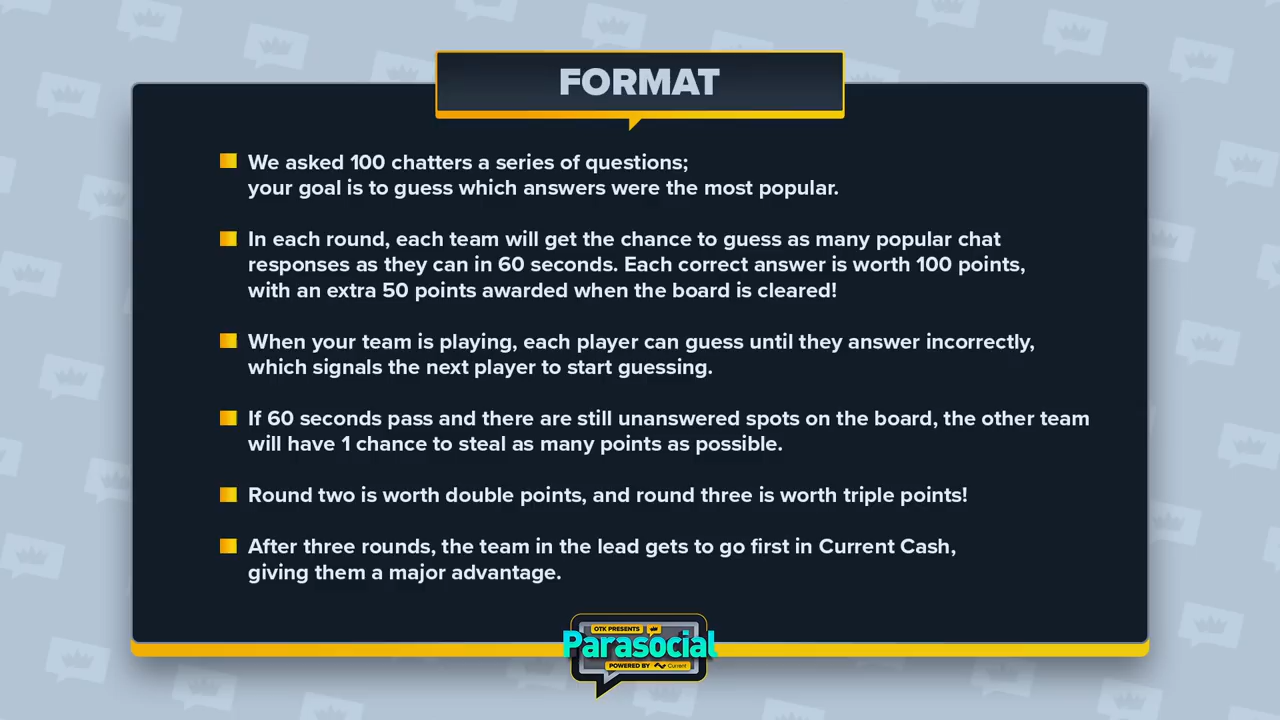 FORMAT
We asked 100 chatters a series of questions;
your goal is to guess which answers were the most popular.
In each round, each team will get the chance to guess as many popular chat
responses as they can in 60 seconds. Each correct answer is worth 100 points,
with an extra 50 points awarded when the board is cleared!
When your team is playing, each player can guess until they answer incorrectly,
which signals the next player to start guessing.
If 60 seconds pass and there are still unanswered spots on the board, the other team
will have 1 chance to steal as many points as possible.
Round two is worth double points, and round three is worth triple points!
After three rounds, the team in the lead gets to go first in Current Cash,
giving them a major advantage.
OTK PRESENTS
Parasocial
POWERED BY Current